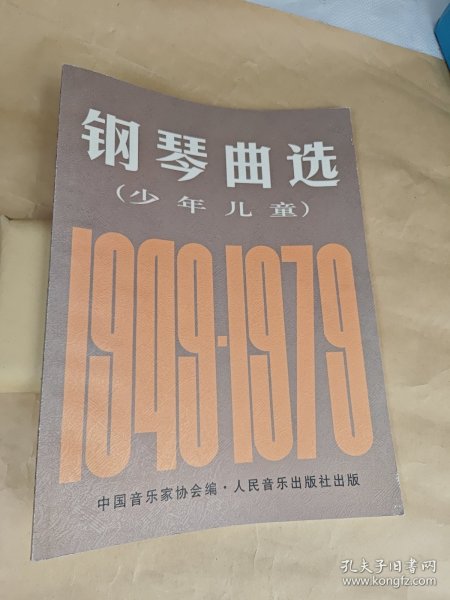 钢琴曲选
(少年儿童)
1949-1979
中国音乐家协会编·人民音乐出版社出版
孔夫子旧书网
www.kongfz.com